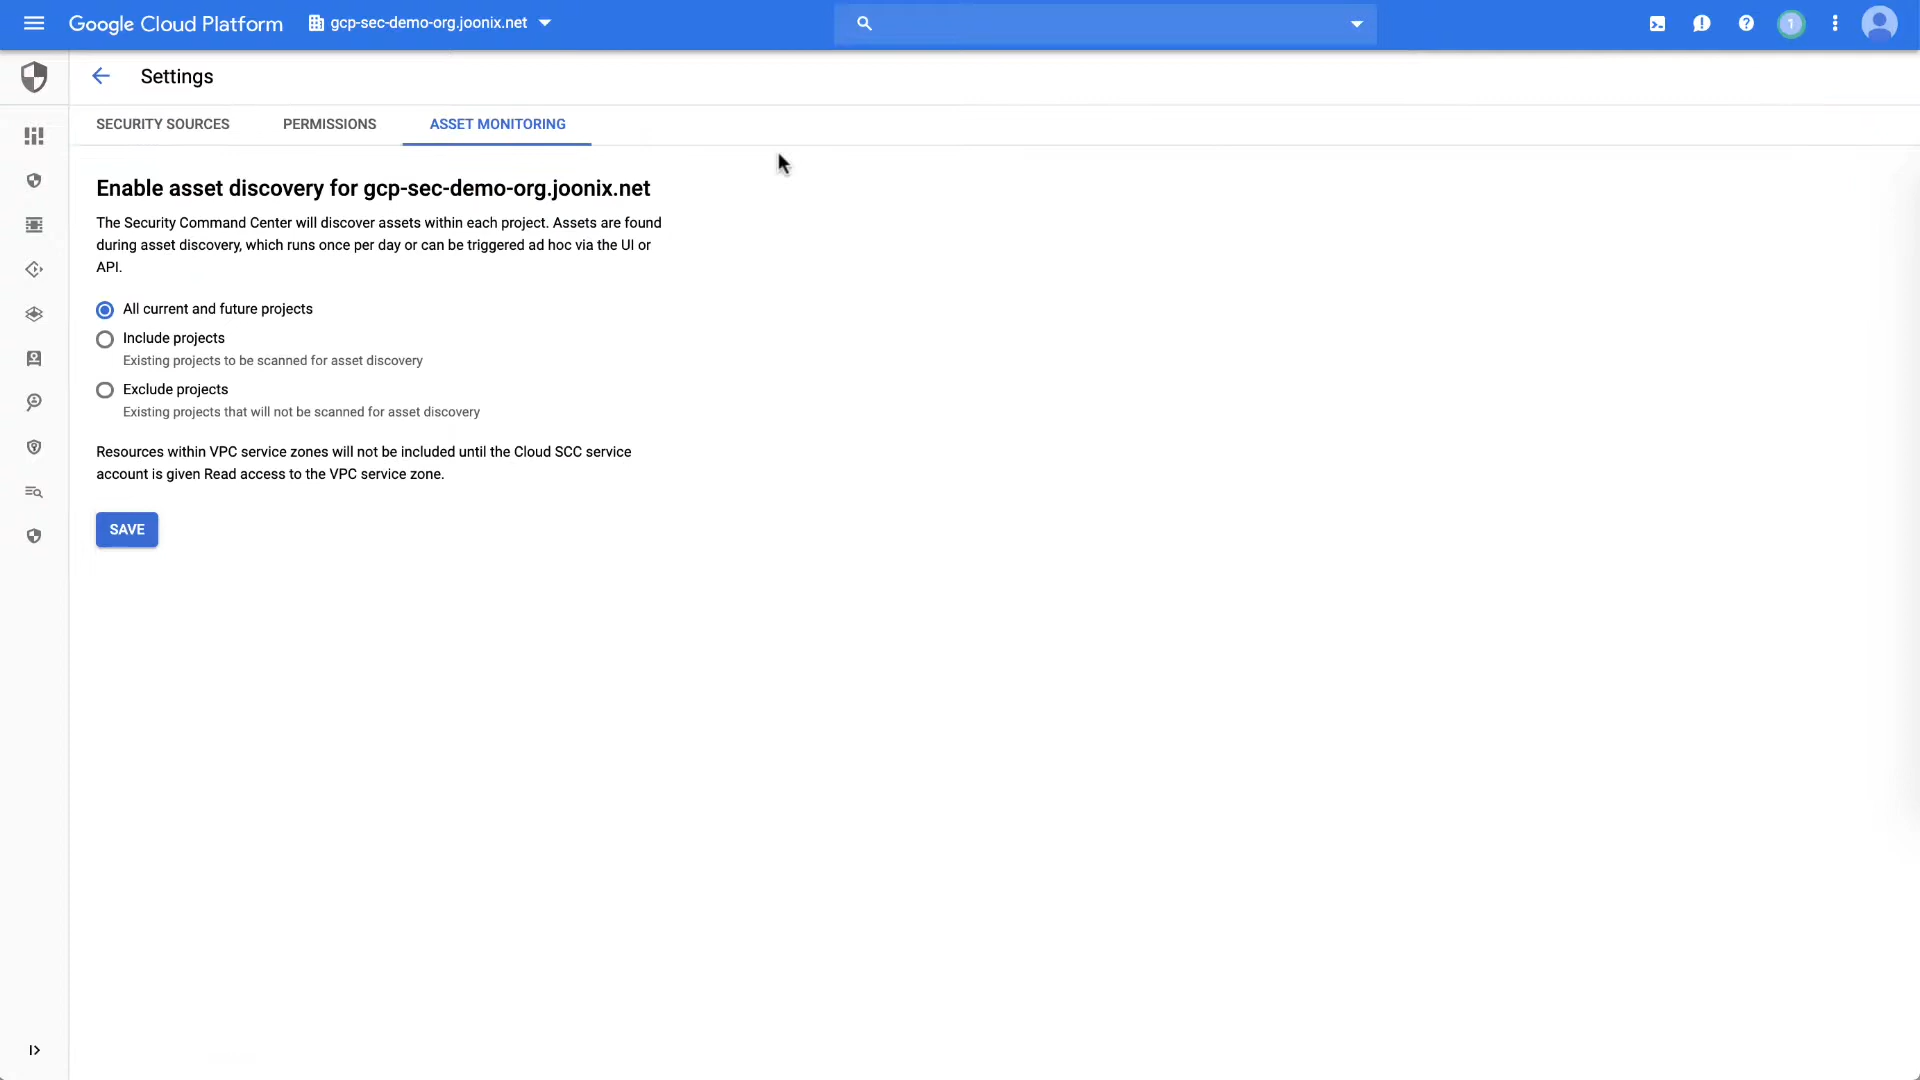 Google Cloud Platform
gcp-sec-demo-org.joonix.net
1
Settings
SECURITY SOURCES
PERMISSIONS
ASSET MONITORING
Enable asset discovery for gcp-sec-demo-org.joonix.net
The Security Command Center will discover assets within each project. Assets are found
during asset discovery, which runs once per day or can be triggered ad hoc via the UI or
API.
All current and future projects
Include projects
Existing projects to be scanned for asset discovery
Exclude projects
Existing projects that will not be scanned for asset discovery
Resources within VPC service zones will not be included until the Cloud SCC service
account is given Read access to the VPC service zone.
SAVE